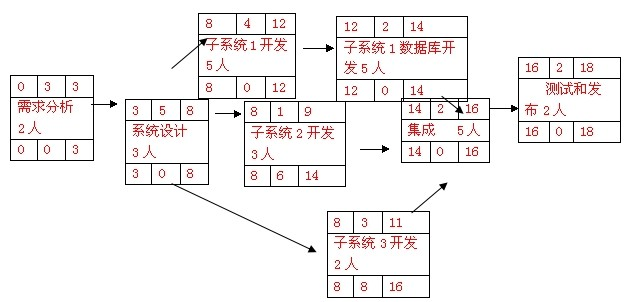 0 3 3
需求分析
2人
0 0 3
3 5 8
系统设计
3人
3 0 8
8 4 12
子系统1开发
5人
8 0 12
12 2 14
子系统1数据库开
发5人
12 0 14
8 1 9
子系统2开发
3人
8 6 14
8 3 11
子系统3开发
2人
8 8 16
14 2 16
集成 5人
14 0 16
16 2 18
测试和发
布2人
16 0 18